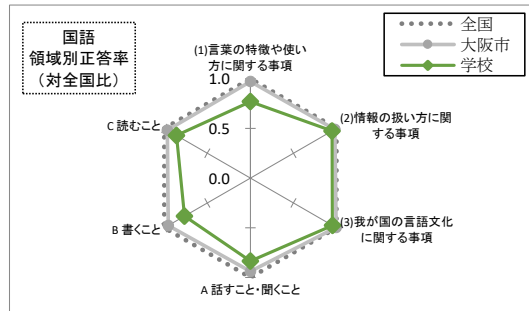 国語
領域別正答率
（対全国比）
全国
大阪市
学校
(1)言葉の特徴や使い
方に関する事項
1.0
0.5
0.0
(2)情報の扱い方に関
する事項
(3)我が国の言語文化
に関する事項
A 話すこと・聞くこと
B 書くこと
C 読むこと